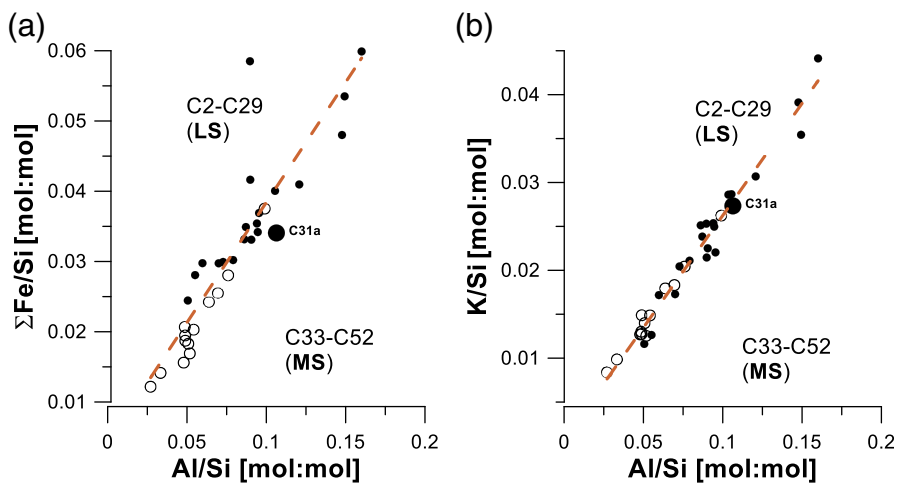 (a)
0.06
0.05
0.04
0.03
0.02
0.01
ΣFe/Si [mol:mol]
C2-C29
(LS)
C31a
C33-C52
(MS)
0
0.05
0.1
0.15
0.2
Al/Si [mol:mol]
(b)
0.04
0.03
0.02
0.01
K/Si [mol:mol]
C2-C29
(LS)
C31a
C33-C52
(MS)
0
0.05
0.1
0.15
0.2
Al/Si [mol:mol]